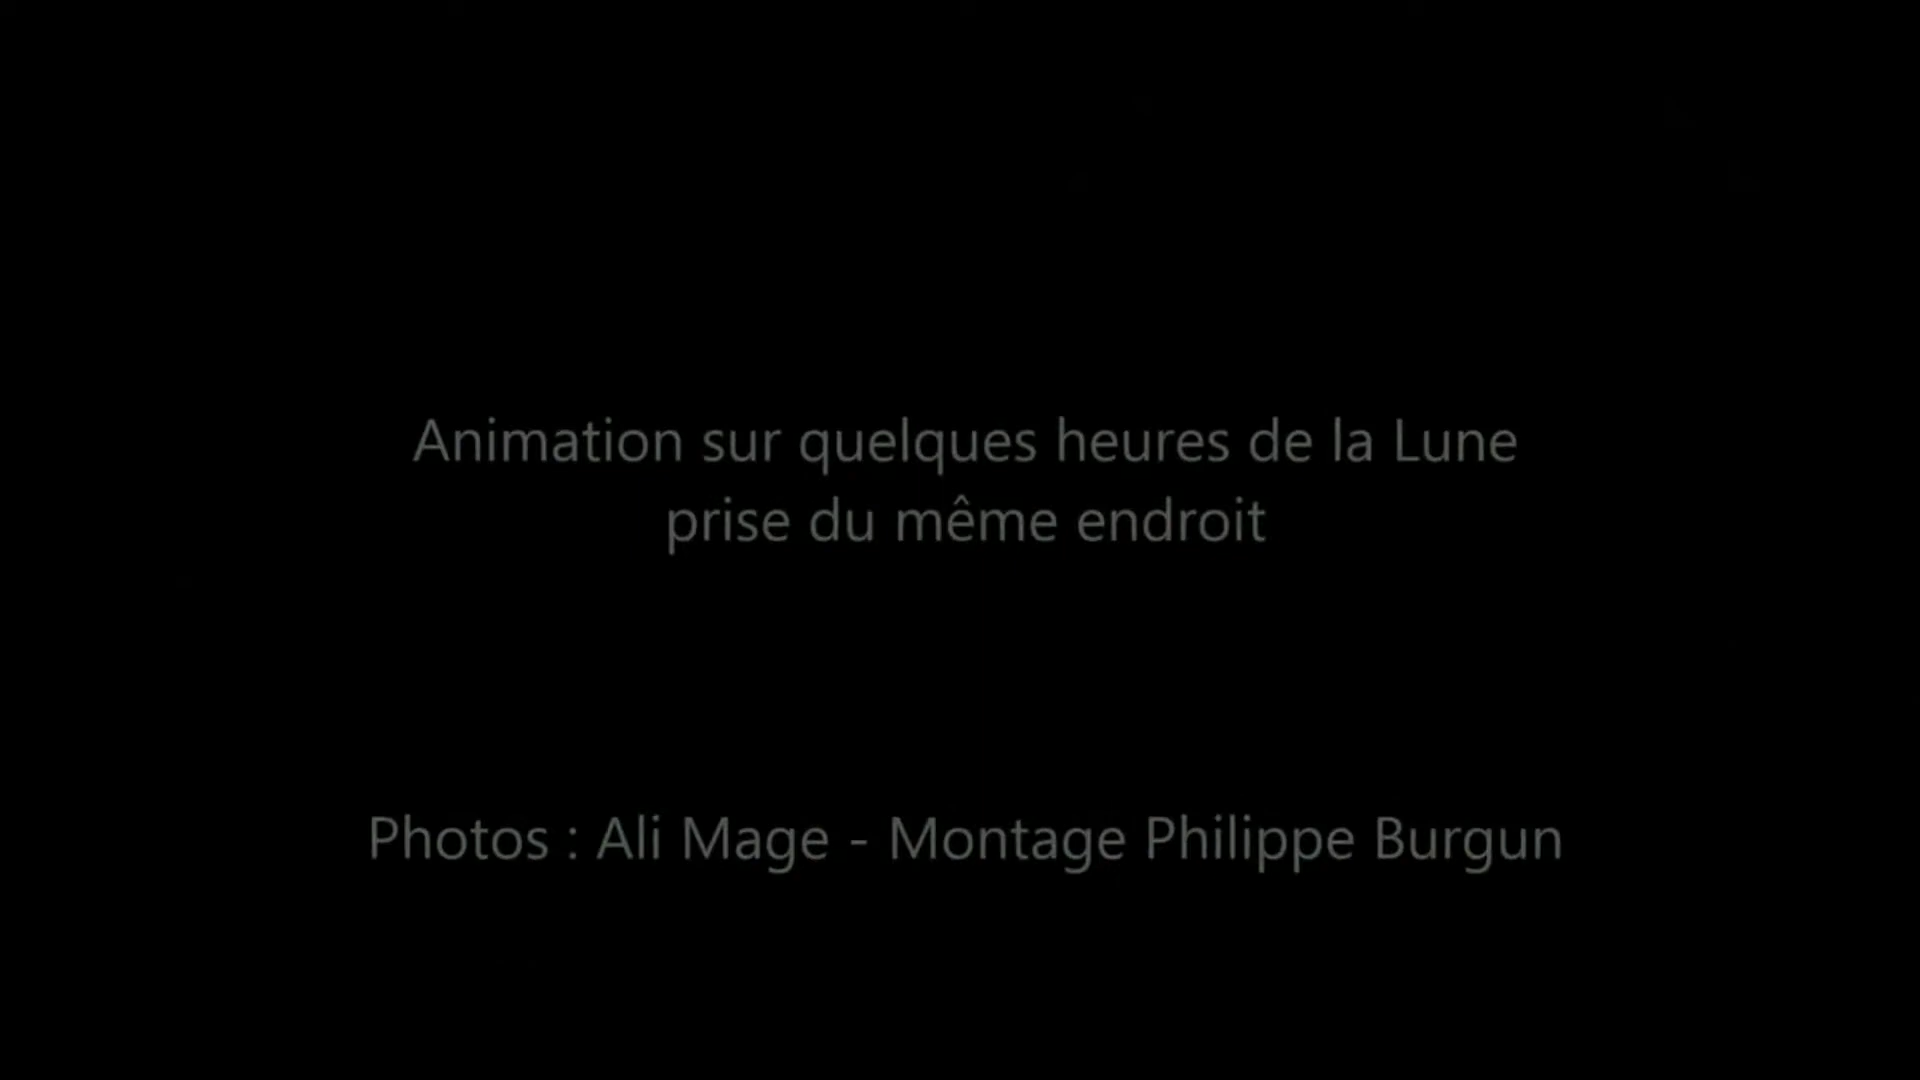 Animation sur quelques heures de la Lune
prise du même endroit
Photos : Ali Mage - Montage Philippe Burgun